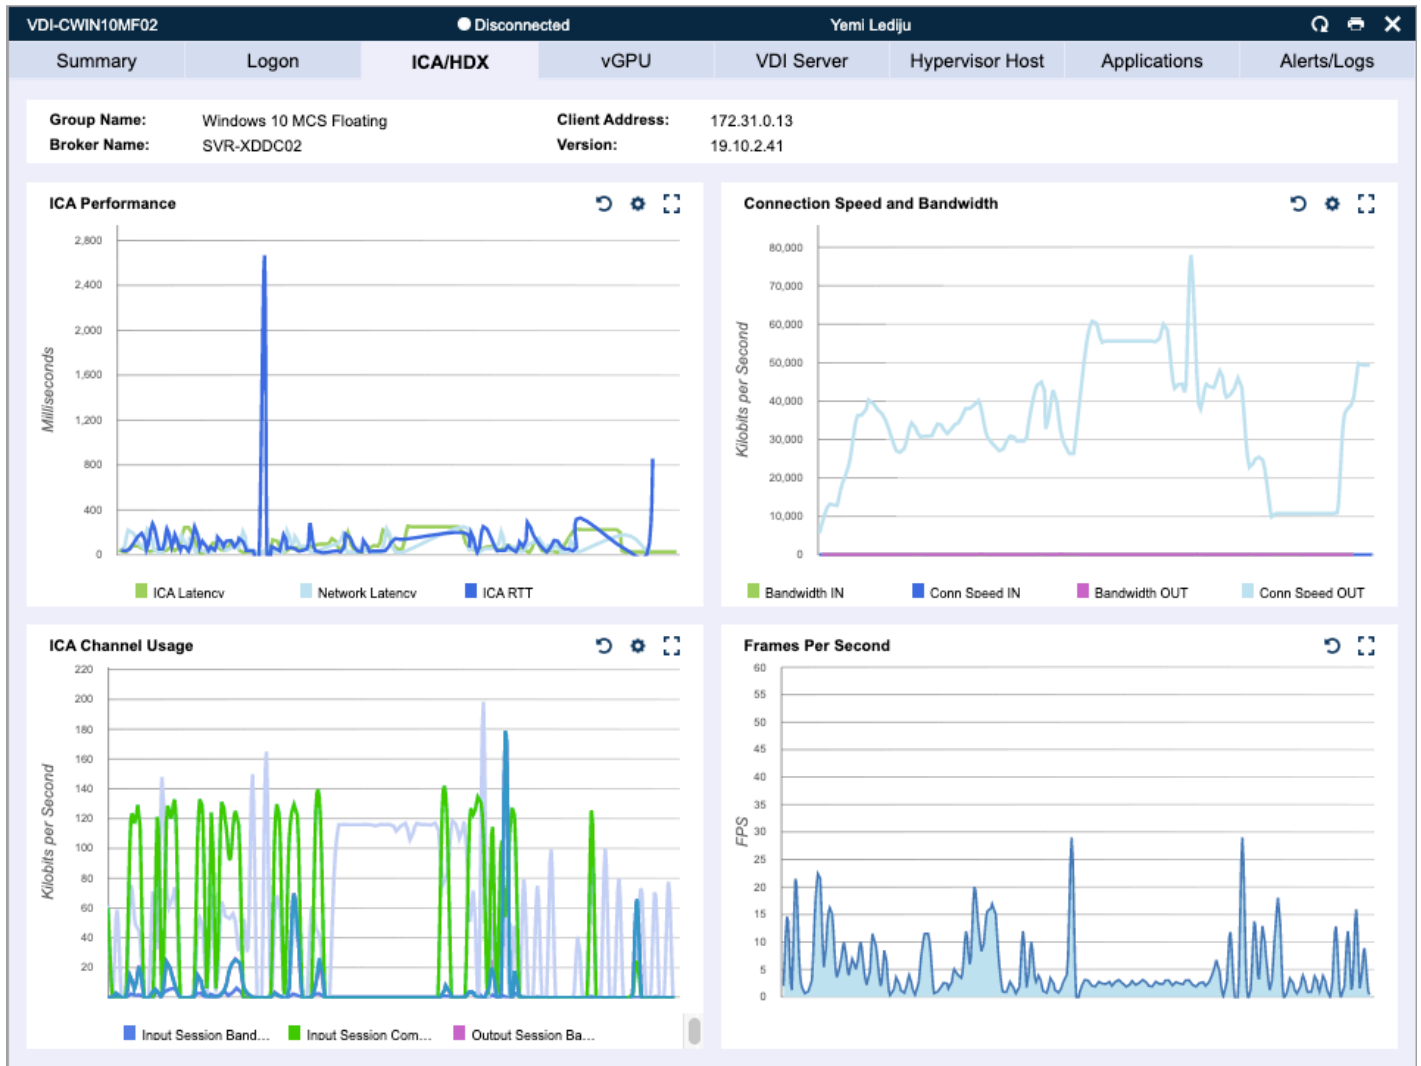 VDI-CWIN10MF02 Disconnected Yemi Lediju
Summary Logon ICA/HDX vGPU VDI Server Hypervisor Host Applications Alerts/Logs
Group Name: Windows 10 MCS Floating Client Address: 172.31.0.13
Broker Name: SVR-XDDC02 Version: 19.10.2.41
ICA Performance
2,800
2,400
2,000
1,600
1,200
800
400
0
Milliseconds
ICA Latency Network Latency ICA RTT
Connection Speed and Bandwidth
80,000
70,000
60,000
50,000
40,000
30,000
20,000
10,000
0
Kilobits per Second
Bandwidth IN Conn Speed IN Bandwidth OUT Conn Speed OUT
ICA Channel Usage
220
200
180
160
140
120
100
80
60
40
20
Kilobits per Second
Input Session Band... Input Session Com... Output Session Ba...
Frames Per Second
60
55
50
45
40
35
30
25
20
15
10
5
0
FPS